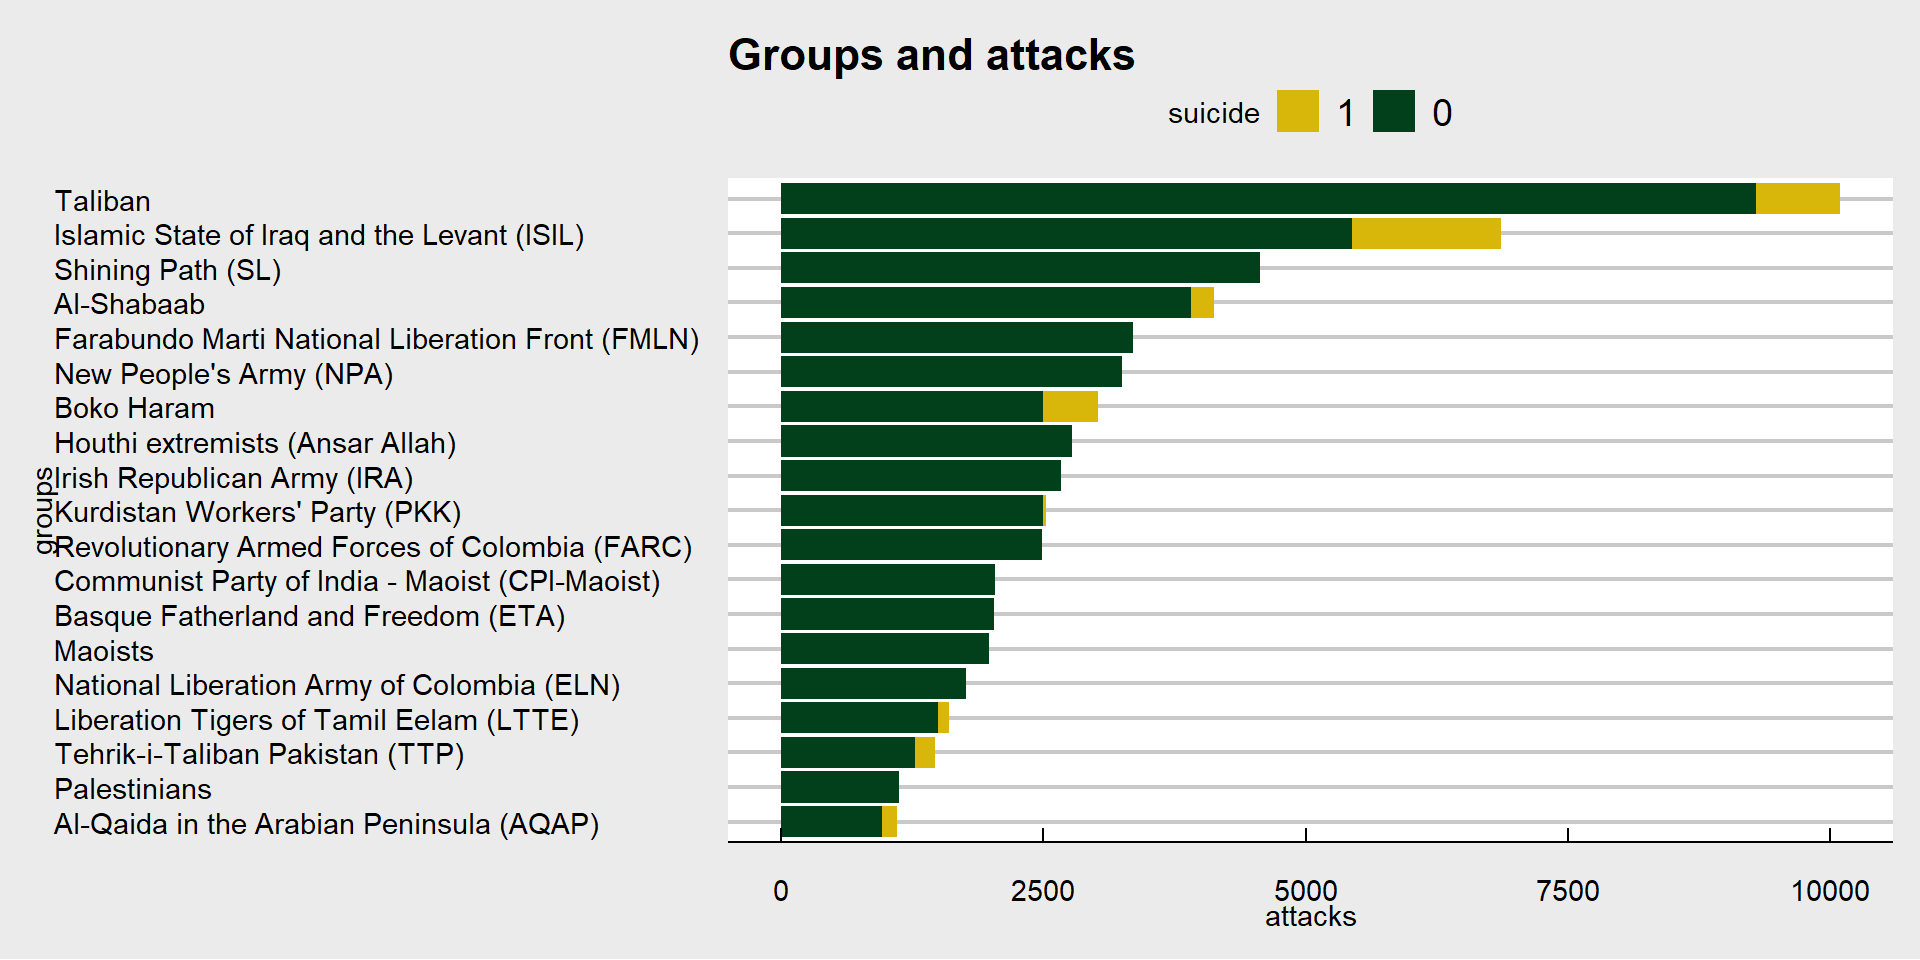 Groups and attacks
suicide 1 0
Taliban
Islamic State of Iraq and the Levant (ISIL)
Shining Path (SL)
Al-Shabaab
Farabundo Marti National Liberation Front (FMLN)
New People's Army (NPA)
Boko Haram
Houthi extremists (Ansar Allah)
Irish Republican Army (IRA)
Kurdistan Workers' Party (PKK)
Revolutionary Armed Forces of Colombia (FARC)
Communist Party of India - Maoist (CPI-Maoist)
Basque Fatherland and Freedom (ETA)
Maoists
National Liberation Army of Colombia (ELN)
Liberation Tigers of Tamil Eelam (LTTE)
Tehrik-i-Taliban Pakistan (TTP)
Palestinians
Al-Qaida in the Arabian Peninsula (AQAP)
groups
0 2500 5000 7500 10000
attacks